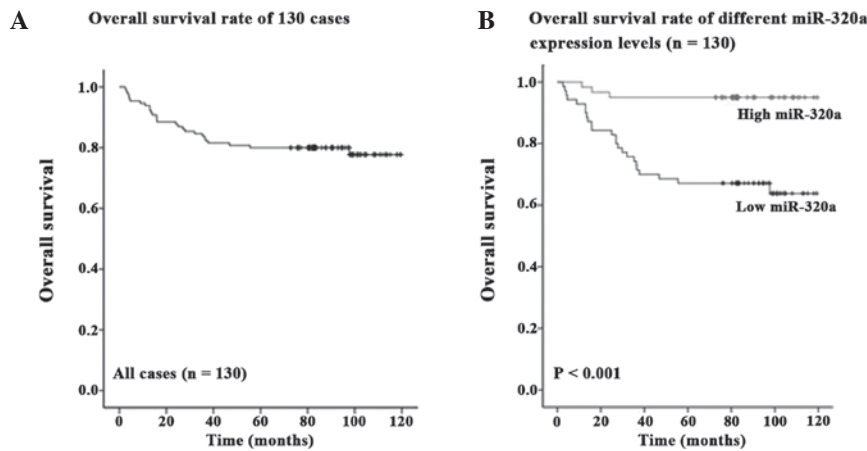 A
Overall survival rate of 130 cases
Overall survival
1.0
0.8
0.6
0.4
0.2
0.0
All cases (n = 130)
0 20 40 60 80 100 120
Time (months)
B
Overall survival rate of different miR-320a
expression levels (n = 130)
Overall survival
1.0
0.8
0.6
0.4
0.2
0.0
High miR-320a
Low miR-320a
P < 0.001
0 20 40 60 80 100 120
Time (months)